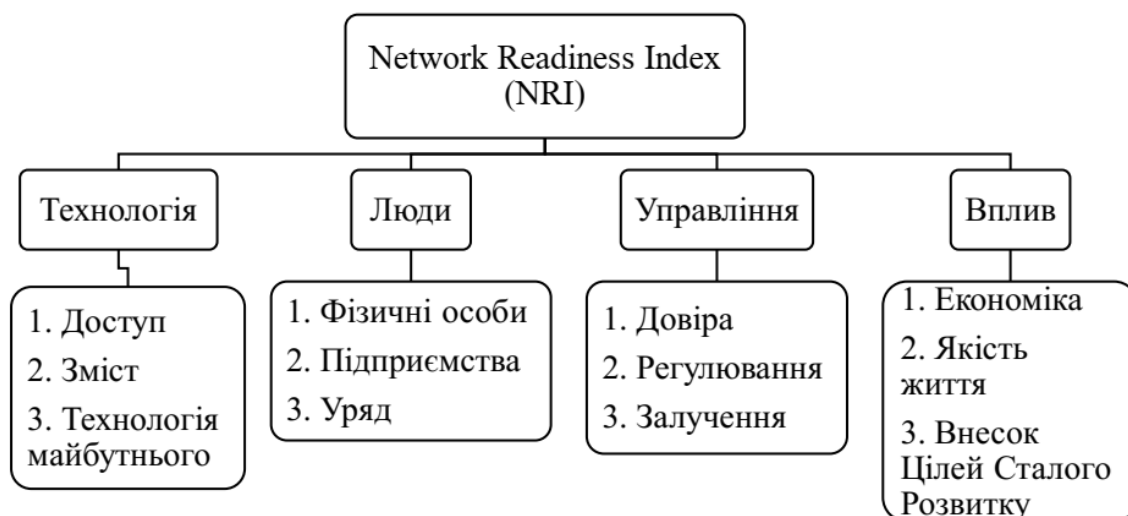 Network Readiness Index
(NRI)
Технологія
Люди
Управління
Вплив
1. Доступ
2. Зміст
3. Технологія
майбутнього
1. Фізичні особи
2. Підприємства
3. Уряд
1. Довіра
2. Регулювання
3. Залучення
1. Економіка
2. Якість
життя
3. Внесок
Цілей Сталого
Розвитку